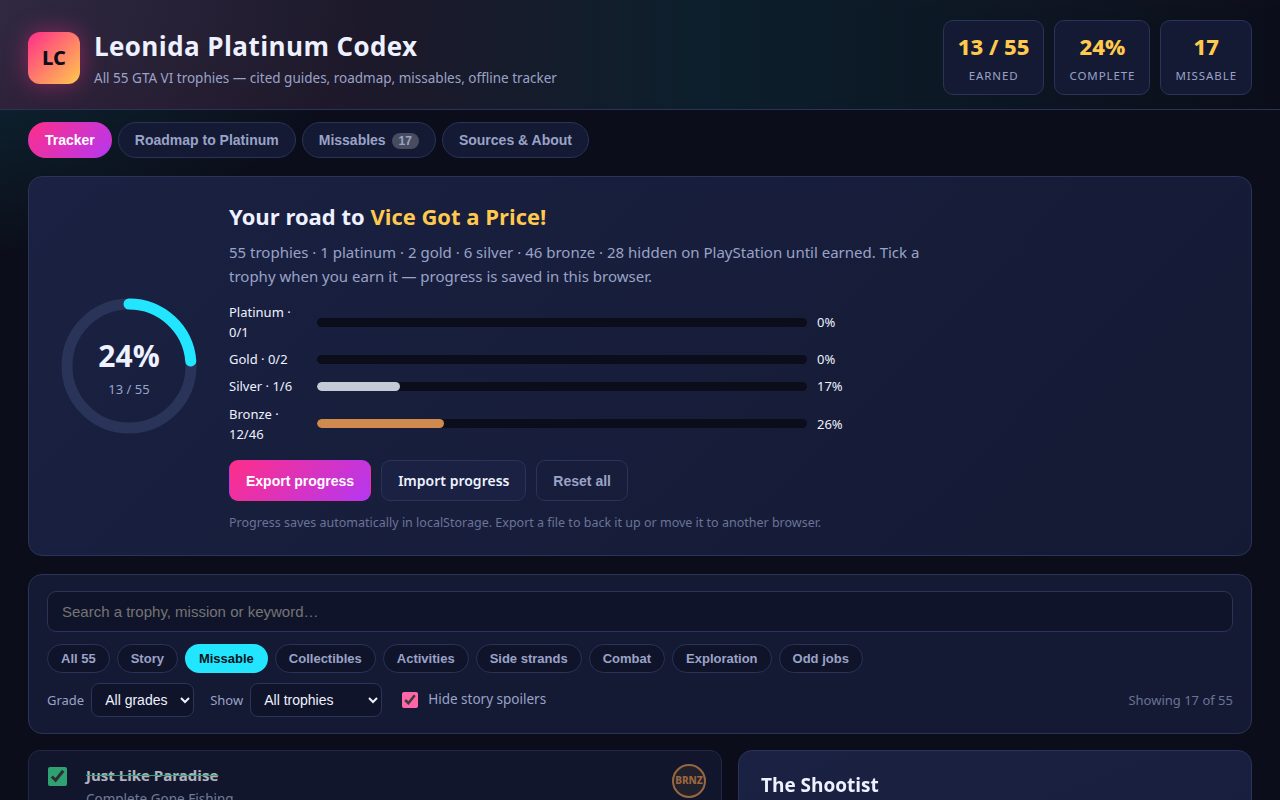 LC
Leonida Platinum Codex
All 55 GTA VI trophies — cited guides, roadmap, missables, offline tracker
13 / 55
EARNED
24%
COMPLETE
17
MISSABLE
Tracker
Roadmap to Platinum
Missables 17
Sources & About
Your road to Vice Got a Price!
55 trophies · 1 platinum · 2 gold · 6 silver · 46 bronze · 28 hidden on PlayStation until earned. Tick a
trophy when you earn it — progress is saved in this browser.
24%
13 / 55
Platinum ·
0/1
0%
Gold · 0/2
0%
Silver · 1/6
17%
Bronze ·
12/46
26%
Export progress
Import progress
Reset all
Progress saves automatically in localStorage. Export a file to back it up or move it to another browser.
Search a trophy, mission or keyword…
All 55
Story
Missable
Collectibles
Activities
Side strands
Combat
Exploration
Odd jobs
Grade
All grades
Show
All trophies
Hide story spoilers
Showing 17 of 55
Just Like Paradise
BRNZ
Complete Gone Fishing
The Shootist